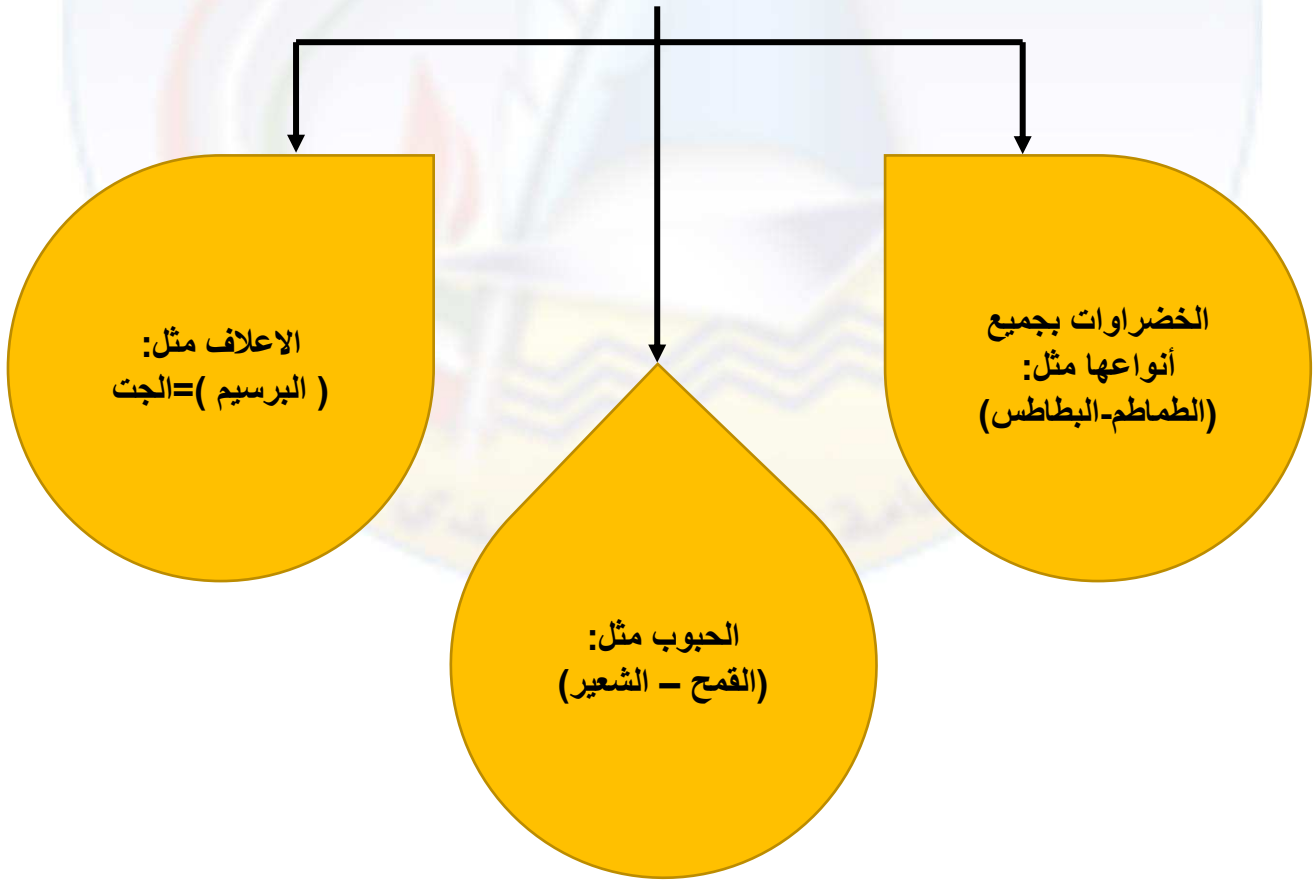 الخضراوات بجميع
أنواعها مثل:
(الطماطم-البطاطس)
الحبوب مثل:
(القمح – الشعير)
الاعلاف مثل:
( البرسيم )=الجت